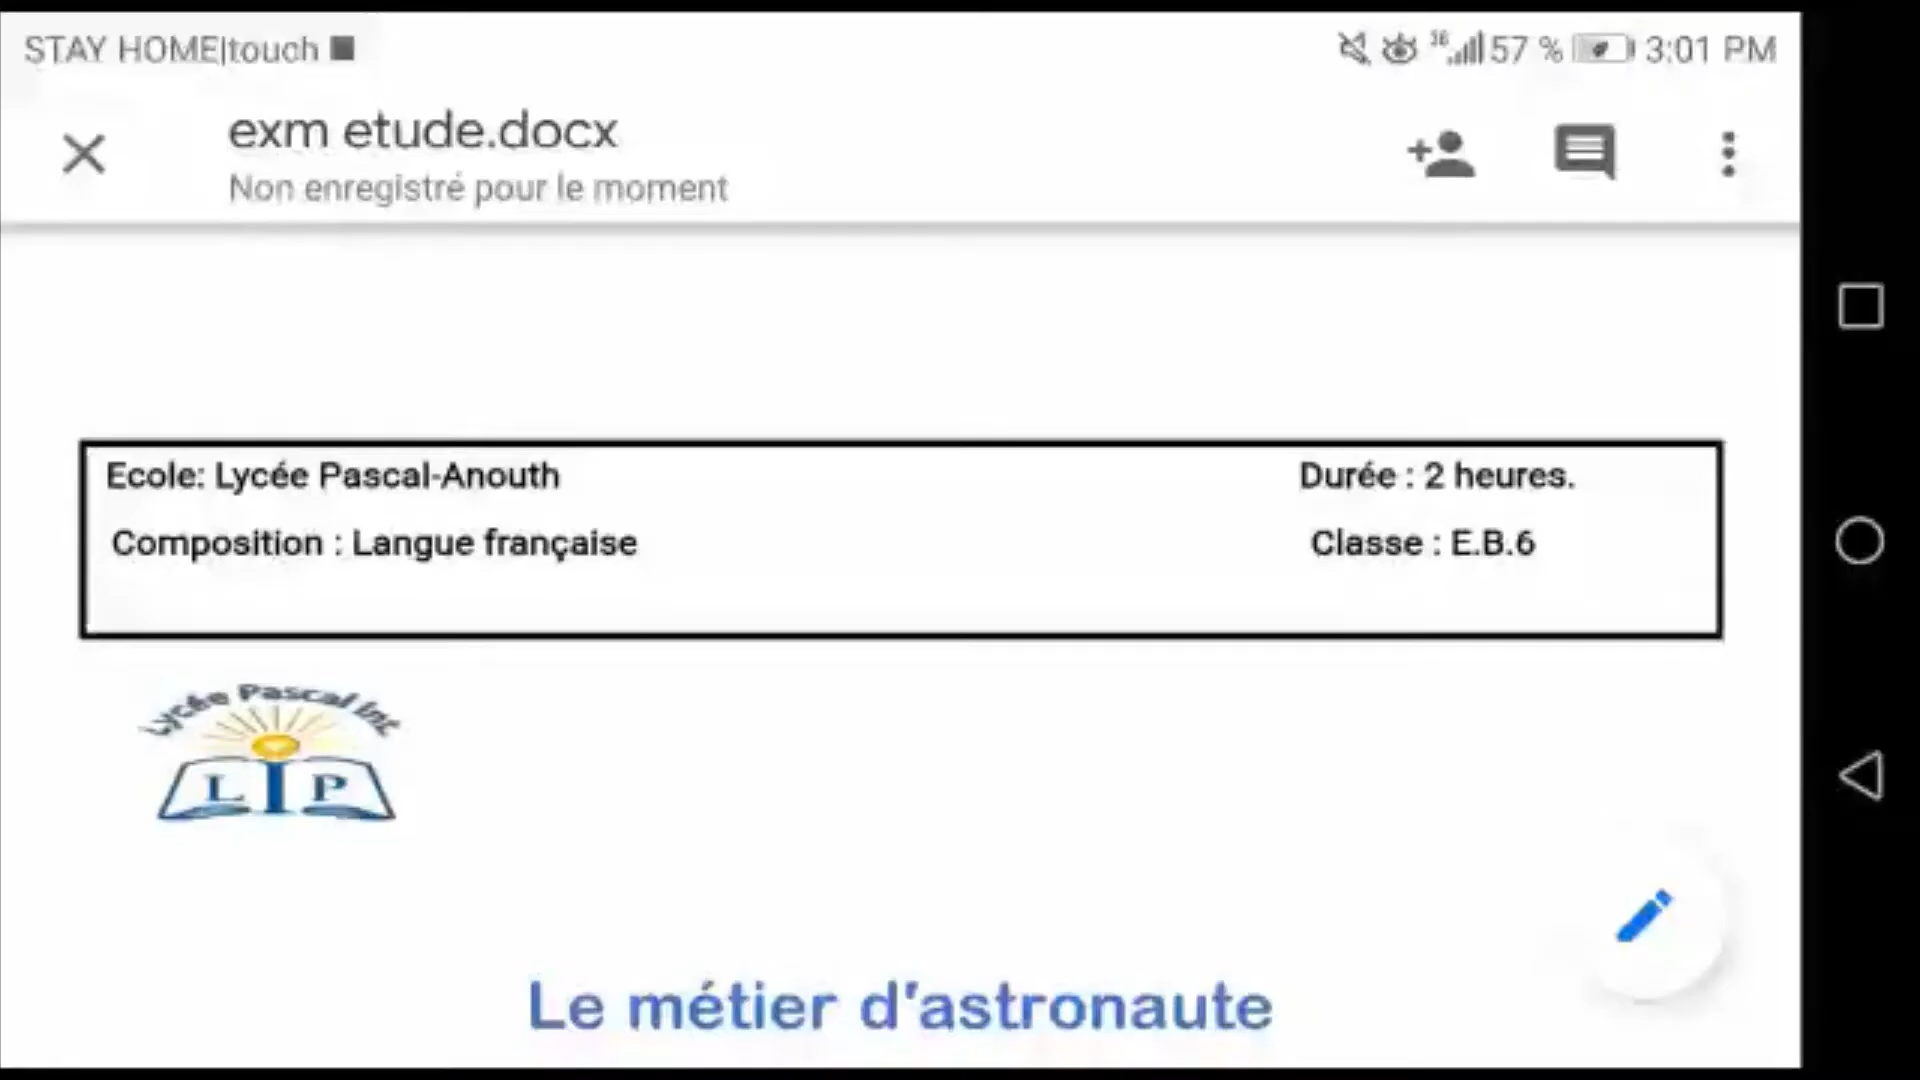 STAY HOME|touch
3G 57 % 3:01 PM
exm etude.docx
Non enregistré pour le moment
Ecole: Lycée Pascal-Anouth Durée : 2 heures.
Composition : Langue française Classe : E.B.6
Lycée Pascal Int
L P
Le métier d'astronaute